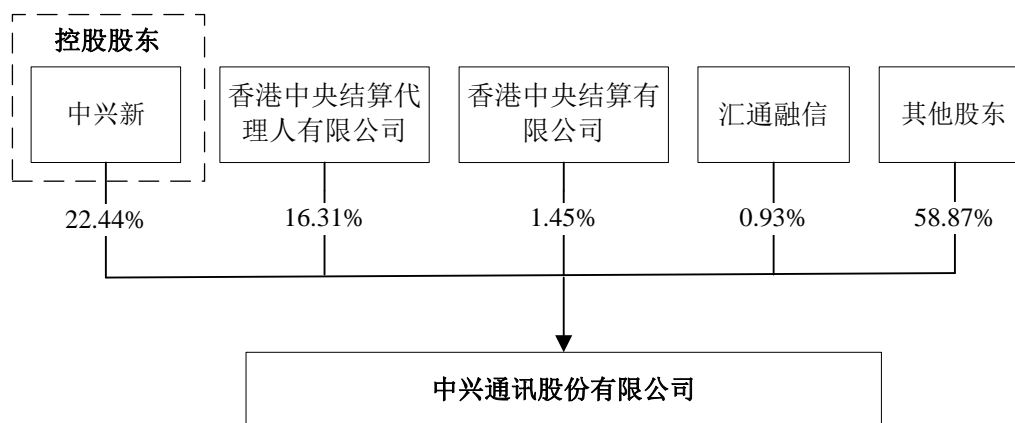 控股股东
中兴新
香港中央结算代
理人有限公司
香港中央结算有
限公司
汇通融信
其他股东
22.44%
16.31%
1.45%
0.93%
58.87%
中兴通讯股份有限公司